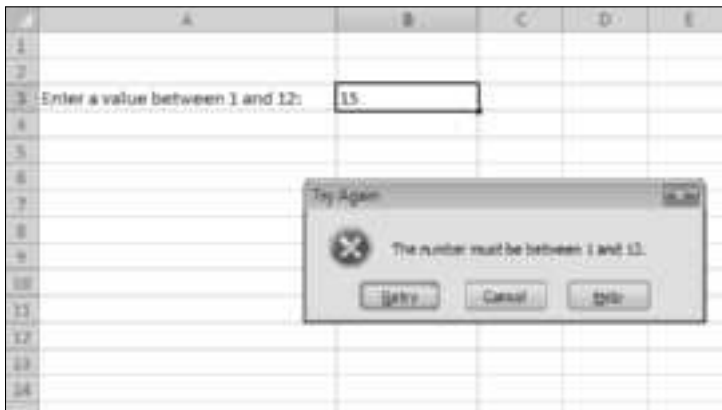 A B C D E
1
2
3 Enter a value between 1 and 12: 15
4
5
6
7
8
9
10
11
12
13
14
Try Again
The number must be between 1 and 12.
Retry Cancel Help